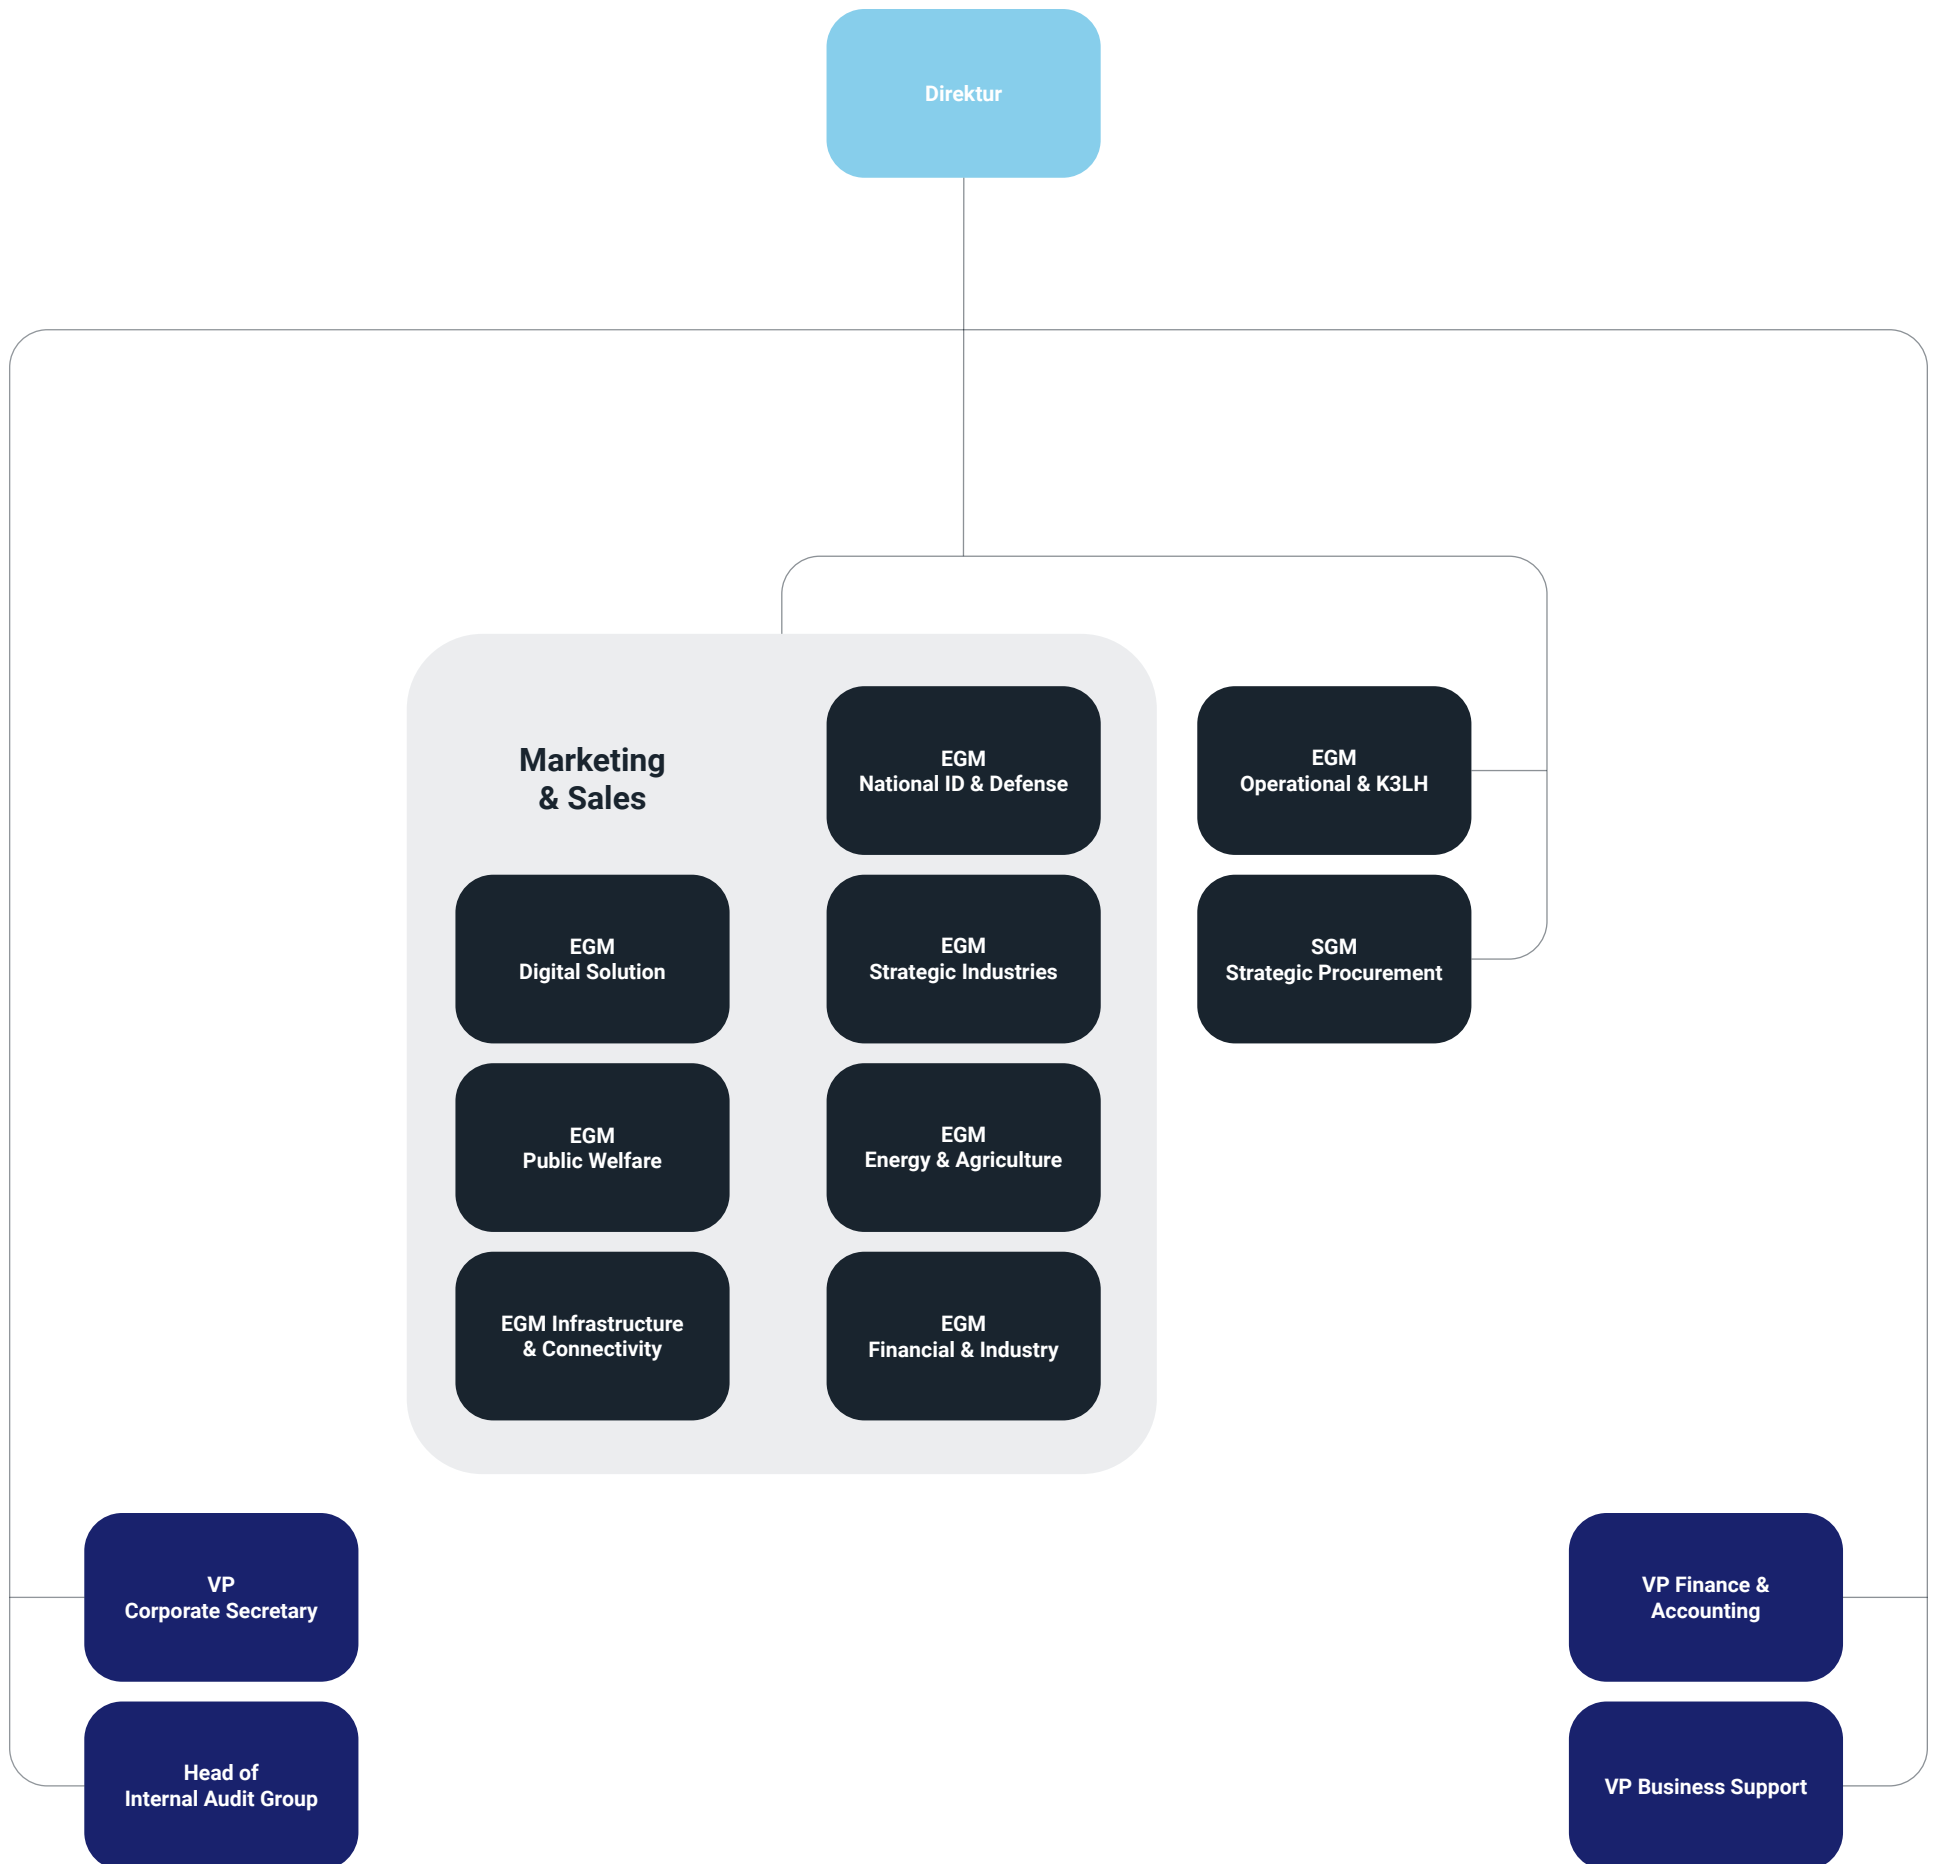 Direktur
Marketing
& Sales
EGM
National ID & Defense
EGM
Operational & K3LH
EGM
Digital Solution
EGM
Strategic Industries
SGM
Strategic Procurement
EGM
Public Welfare
EGM
Energy & Agriculture
EGM Infrastructure
& Connectivity
EGM
Financial & Industry
VP
Corporate Secretary
VP Finance &
Accounting
Head of
Internal Audit Group
VP Business Support